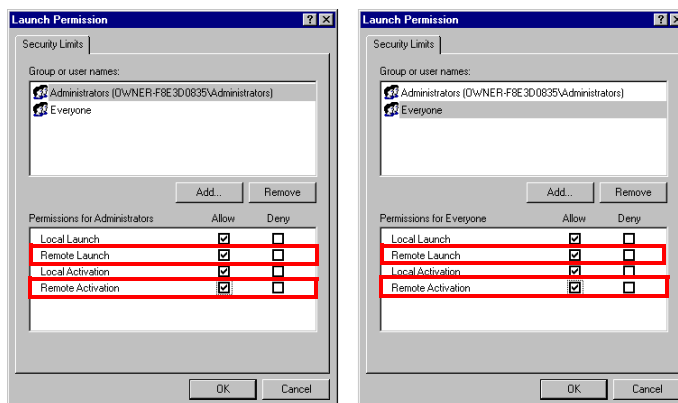 Launch Permission
Security Limits
Group or user names:
Administrators (OWNER-F8E3D0835\Administrators)
Everyone
Add... Remove
Permissions for Administrators Allow Deny
Local Launch
Remote Launch
Local Activation
Remote Activation
OK Cancel
Launch Permission
Security Limits
Group or user names:
Administrators (OWNER-F8E3D0835\Administrators)
Everyone
Add... Remove
Permissions for Everyone Allow Deny
Local Launch
Remote Launch
Local Activation
Remote Activation
OK Cancel